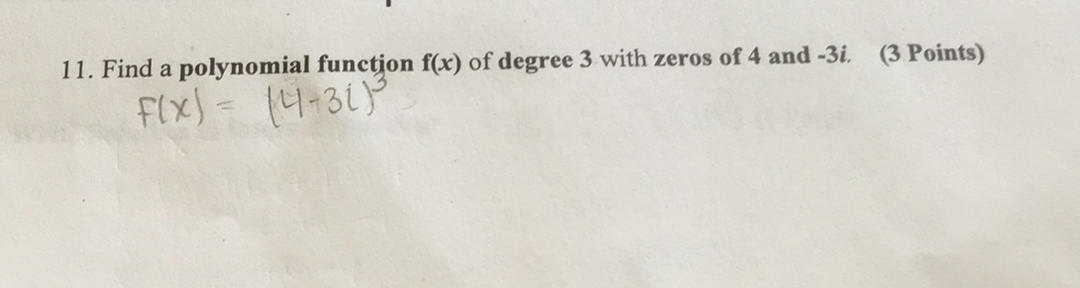 11. Find a polynomial function f(x) of degree 3 with zeros of 4 and -3i. (3 Points)
F(x) = (4-3i)³